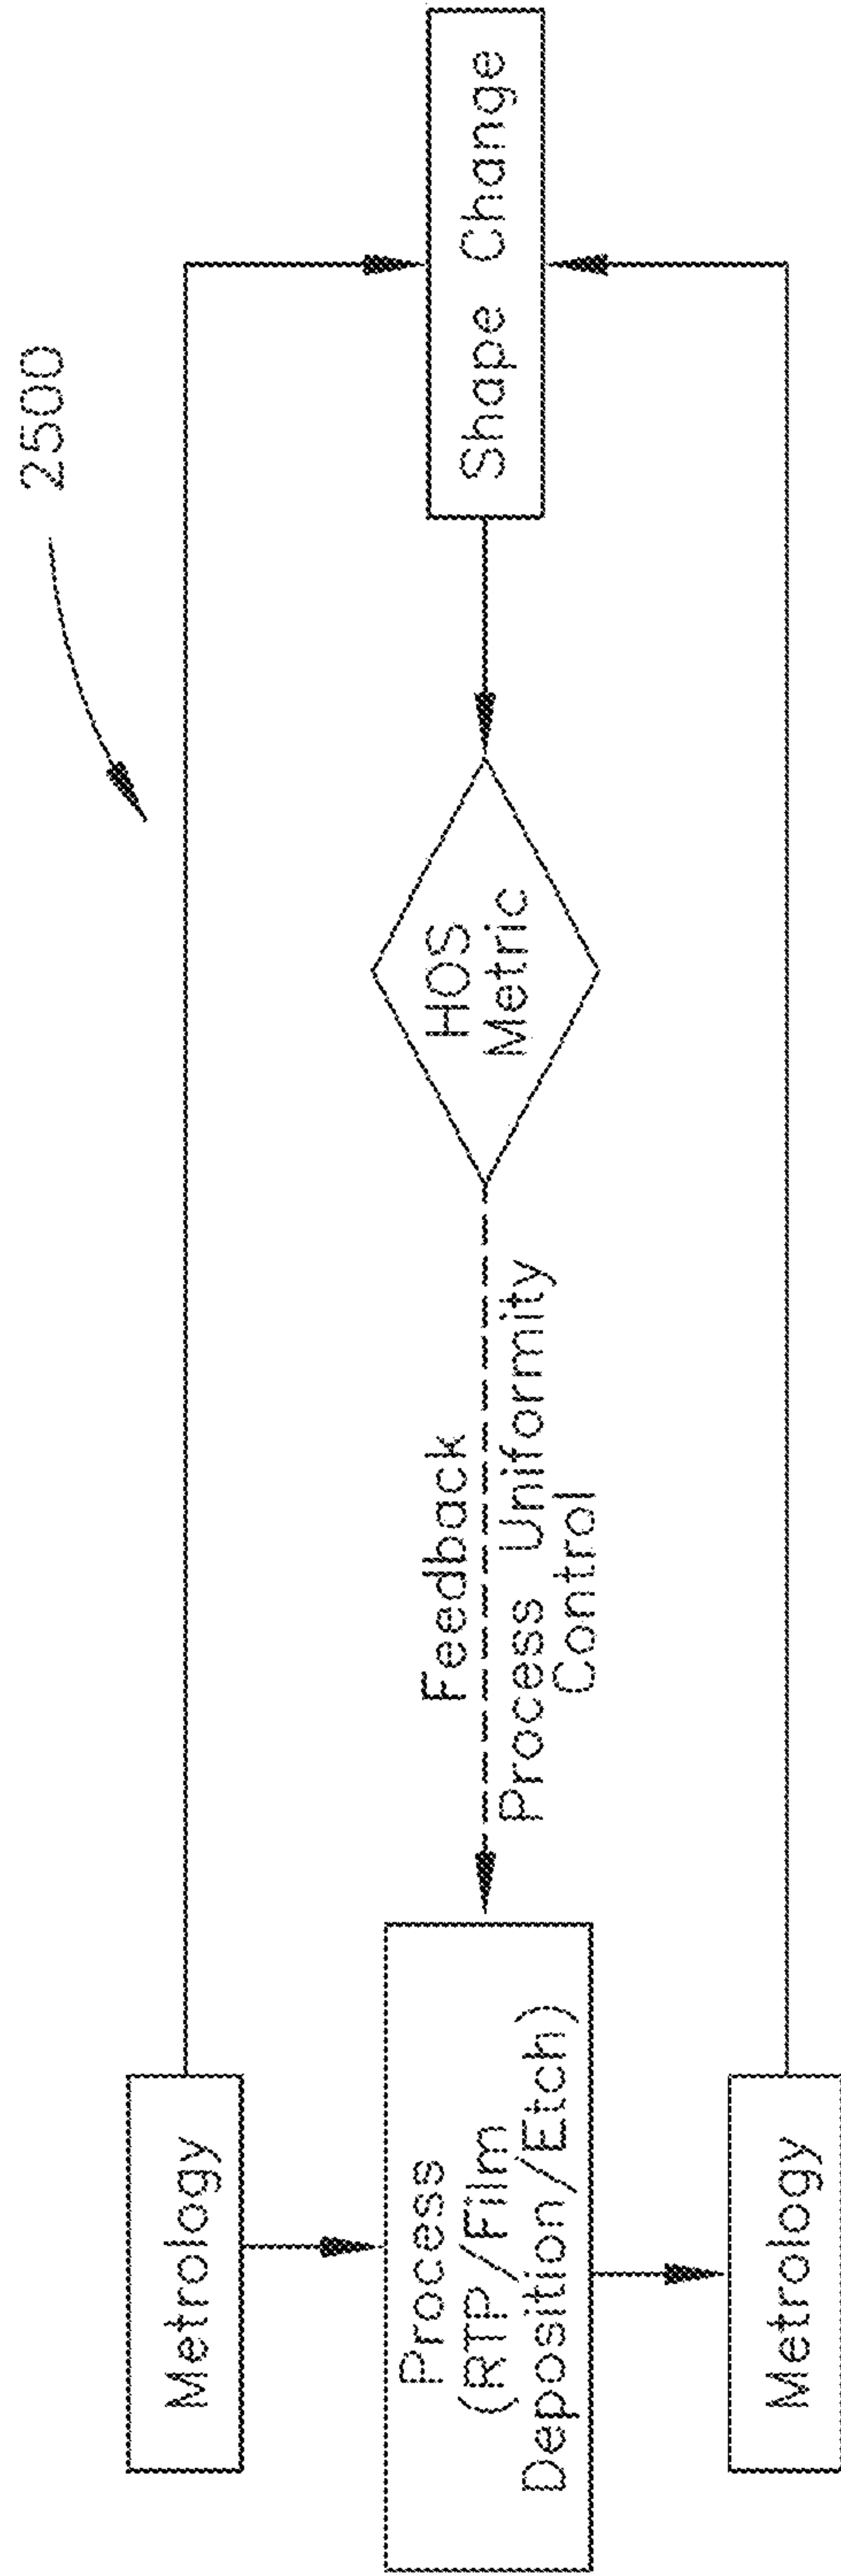 2500
Metrology
Process
(RTP/Film
Deposition/Etch)
Feedback
Process Uniformity
Control
HOS
Metric
Shape Change
Metrology